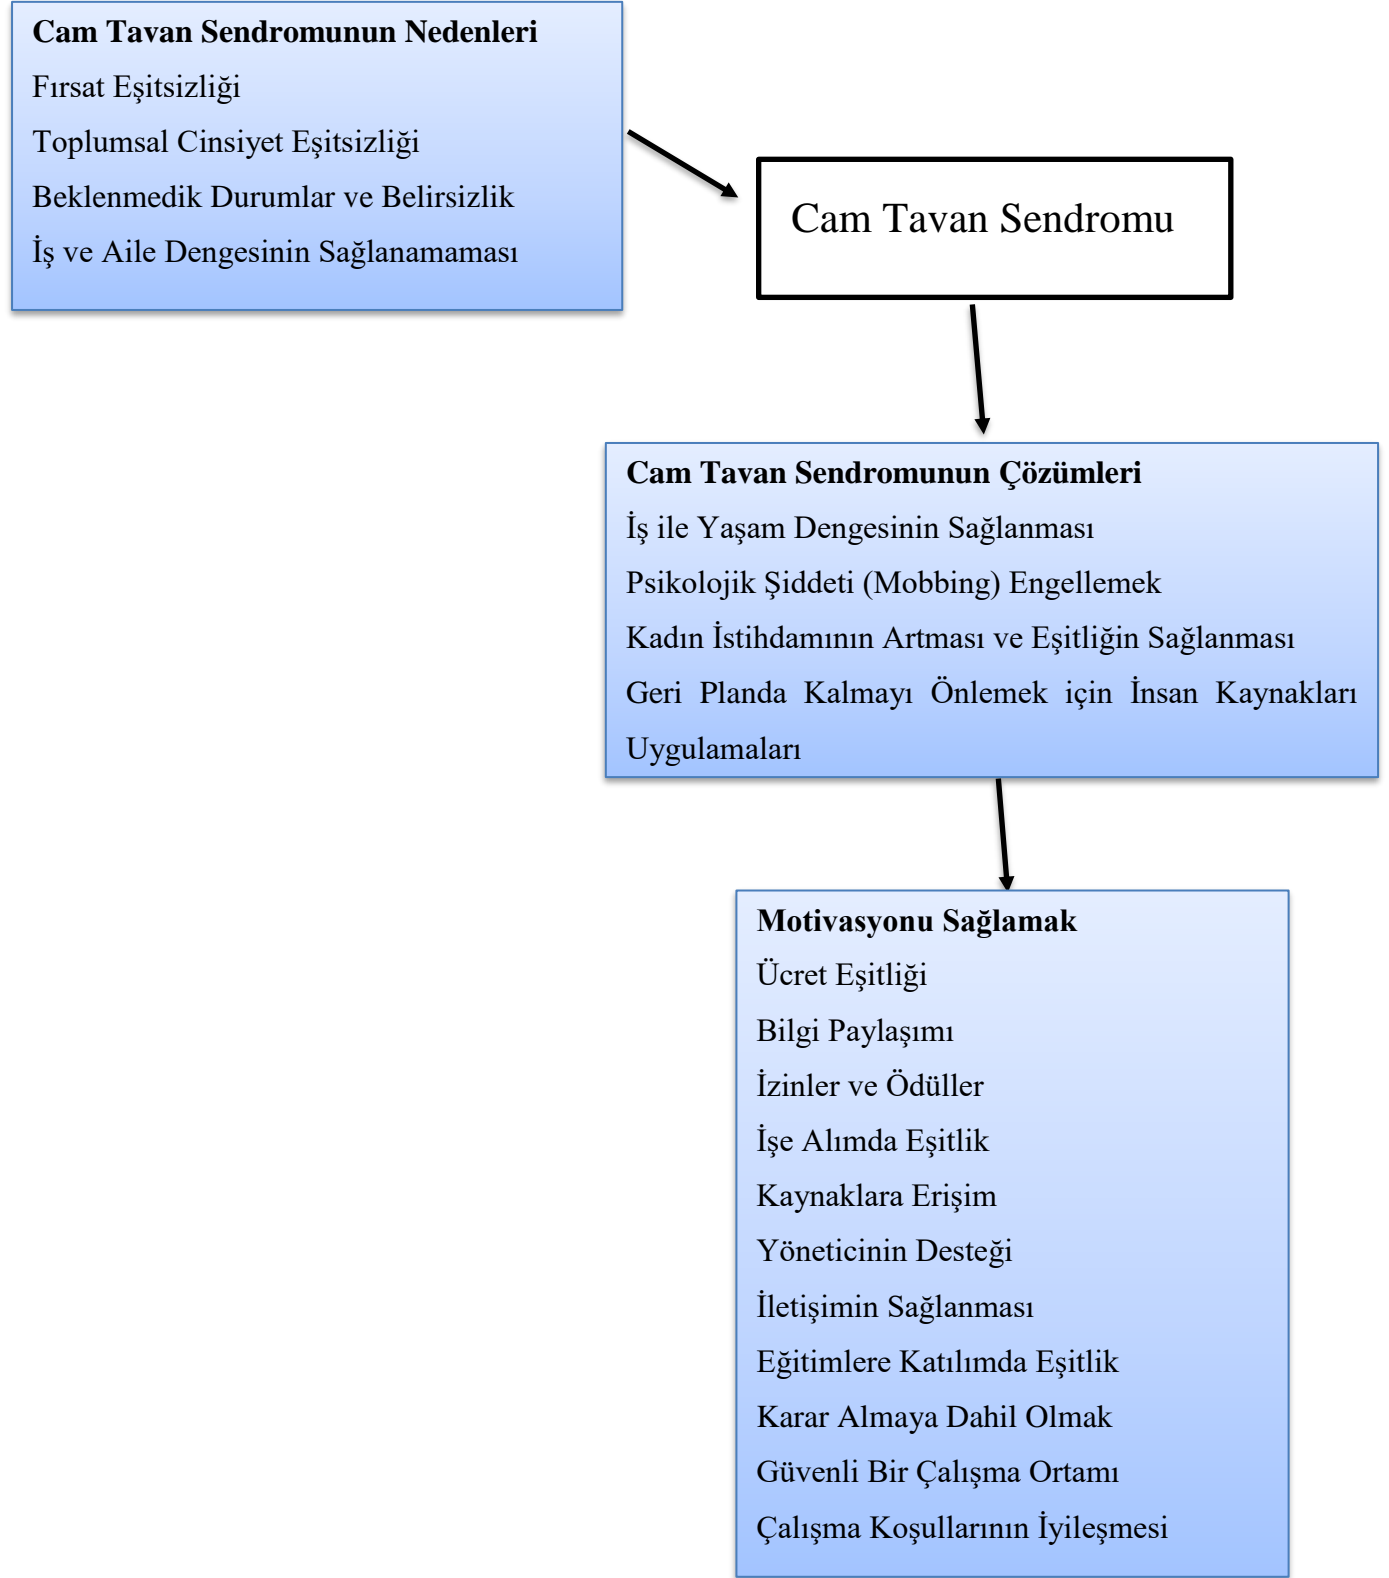 Cam Tavan Sendromunun Nedenleri
Fırsat Eşitsizliği
Toplumsal Cinsiyet Eşitsizliği
Beklenmedik Durumlar ve Belirsizlik
İş ve Aile Dengesinin Sağlanamaması
Cam Tavan Sendromu
Cam Tavan Sendromunun Çözümleri
İş ile Yaşam Dengesinin Sağlanması
Psikolojik Şiddeti (Mobbing) Engellemek
Kadın İstihdamının Artması ve Eşitliğin Sağlanması
Geri Planda Kalmayı Önlemek için İnsan Kaynakları
Uygulamaları
Motivasyonu Sağlamak
Ücret Eşitliği
Bilgi Paylaşımı
İzinler ve Ödüller
İşe Alımda Eşitlik
Kaynaklara Erişim
Yöneticinin Desteği
İletişimin Sağlanması
Eğitimlere Katılımda Eşitlik
Karar Almaya Dahil Olmak
Güvenli Bir Çalışma Ortamı
Çalışma Koşullarının İyileşmesi